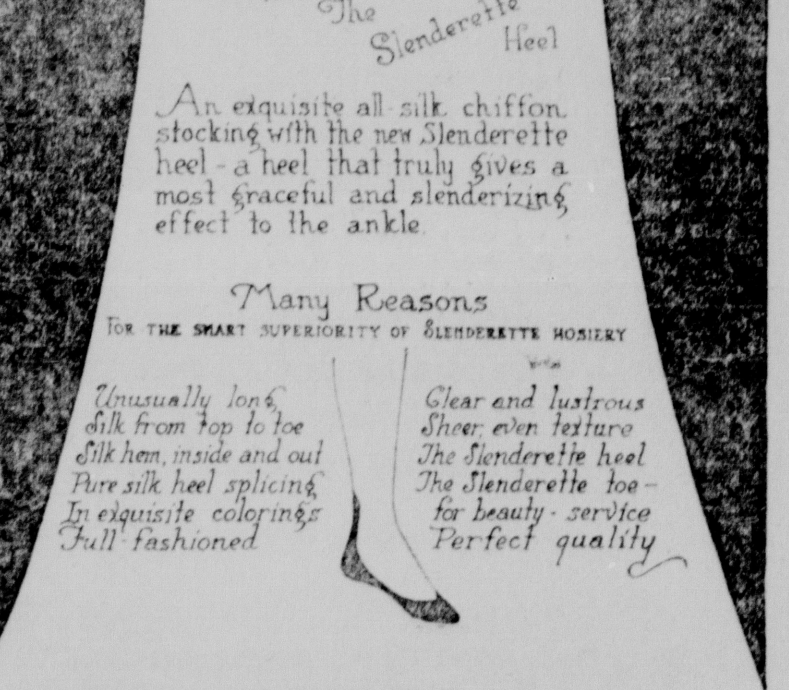 The
Slenderette
Heel
An exquisite all-silk chiffon
stocking with the new Slenderette
heel - a heel that truly gives a
most graceful and slenderizing
effect to the ankle.
Many Reasons
FOR THE SMART SUPERIORITY OF SLENDERETTE HOSIERY
Unusually long
Silk from top to toe
Silk hem, inside and out
Pure silk heel splicing
In exquisite colorings
Full-fashioned
Clear and lustrous
Sheer, even texture
The Slenderette heel
The Slenderette toe -
for beauty - service
Perfect quality